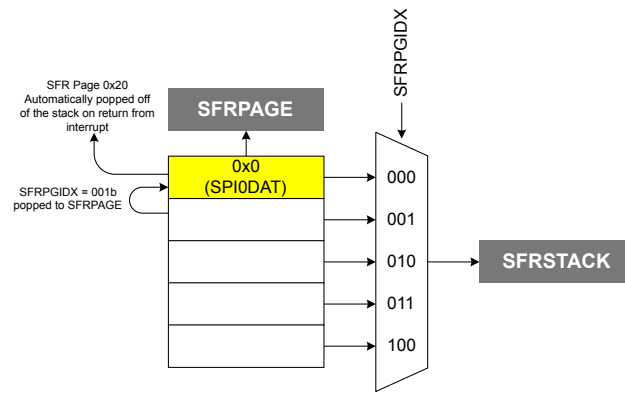 SFRPGIDX
SFR Page 0x20
Automatically popped off
of the stack on return from
interrupt
SFRPAGE
0x0
(SPI0DAT)
000
SFRPGIDX = 001b
popped to SFRPAGE
001
010
SFRSTACK
011
100